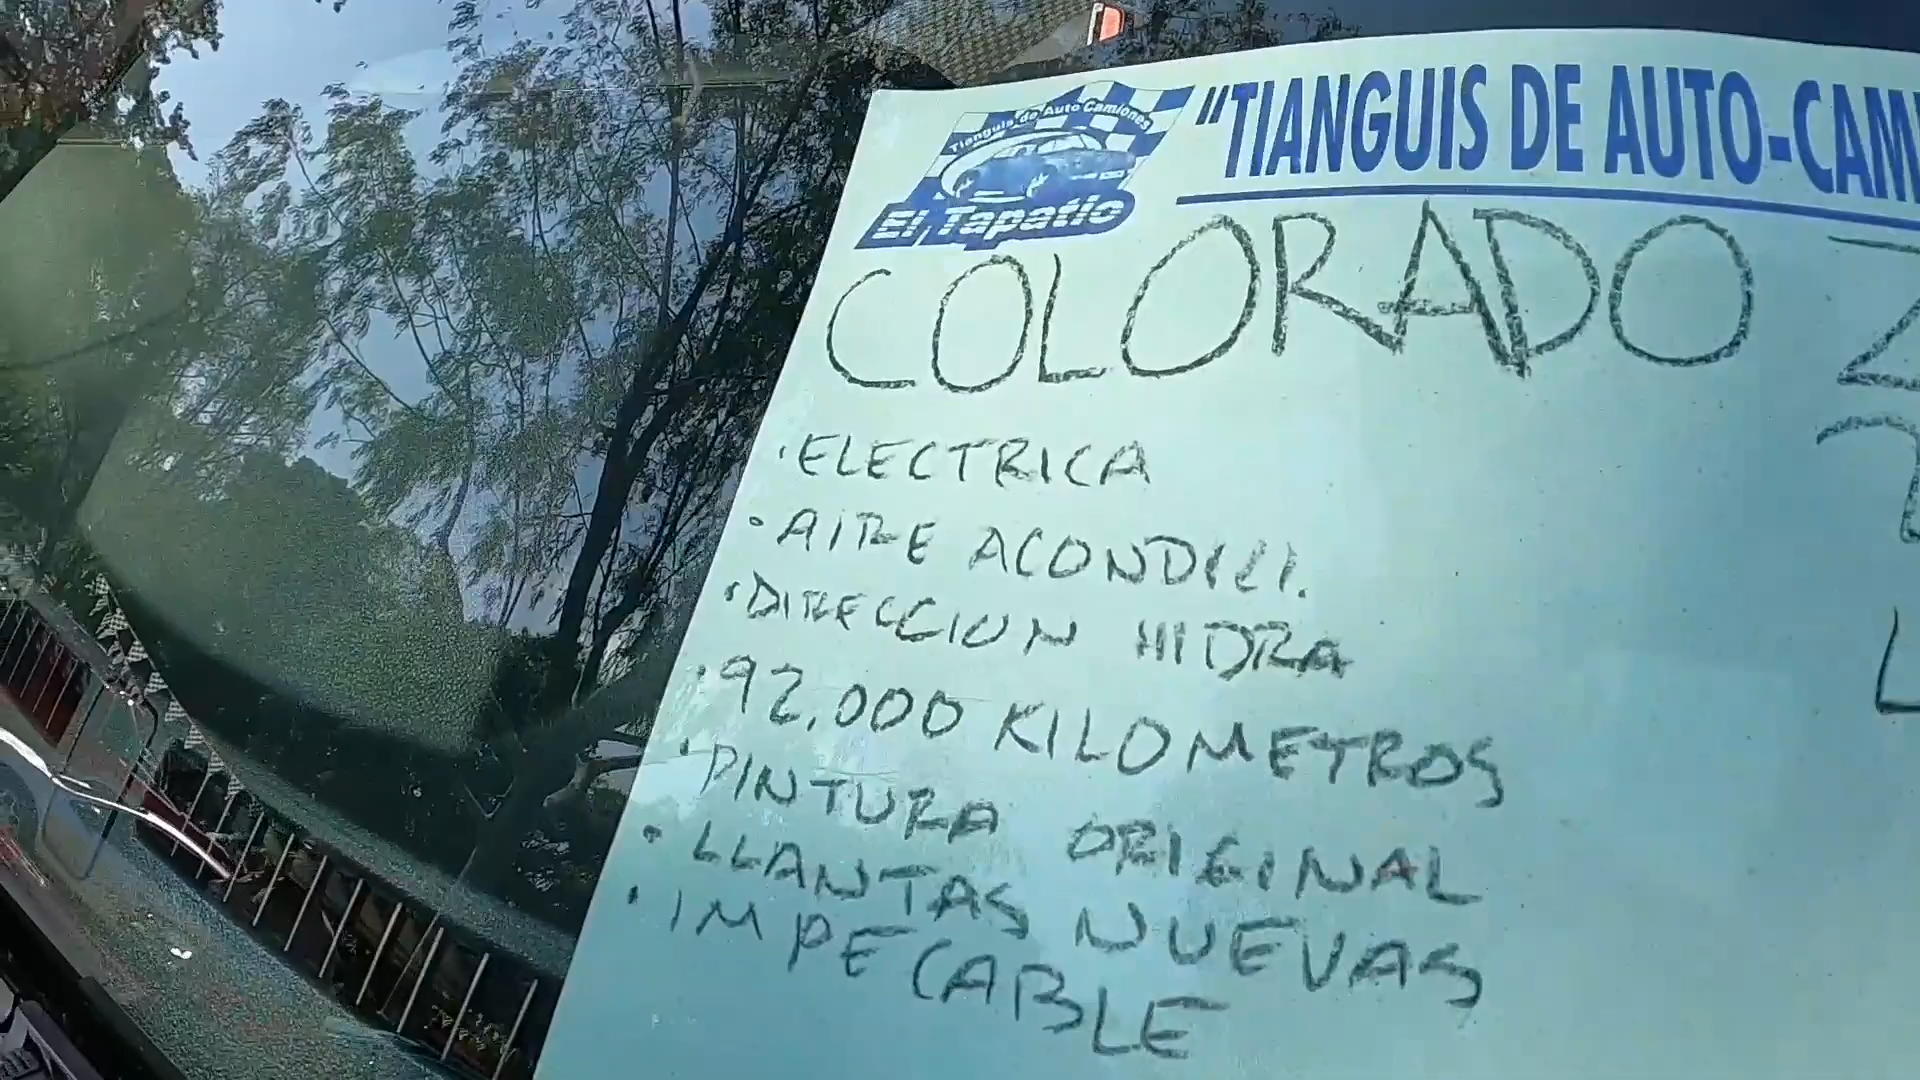 Tianguis de Auto Camiones
El Tapatio
"TIANGUIS DE AUTO-CAM
COLORADO
·ELECTRICA
·AIRE ACONDICI.
·DIRECCION HIDRA
·92,000 KILOMETROS
·PINTURA ORIGINAL
·LLANTAS NUEVAS
·IMPECABLE